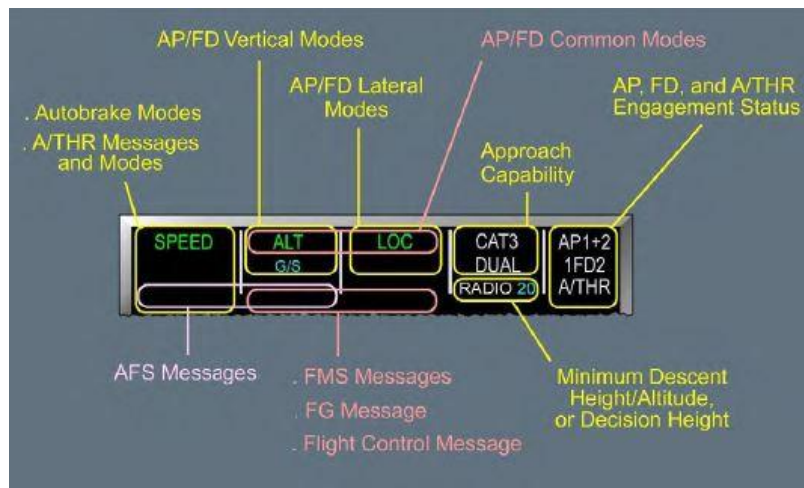 AP/FD Vertical Modes
AP/FD Common Modes
AP/FD Lateral
Modes
AP, FD, and A/THR
Engagement Status
. Autobrake Modes
. A/THR Messages
and Modes
Approach
Capability
SPEED
ALT
G/S
LOC
CAT3
DUAL
RADIO 20
AP1+2
1FD2
A/THR
AFS Messages
. FMS Messages
. FG Message
. Flight Control Message
Minimum Descent
Height/Altitude,
or Decision Height